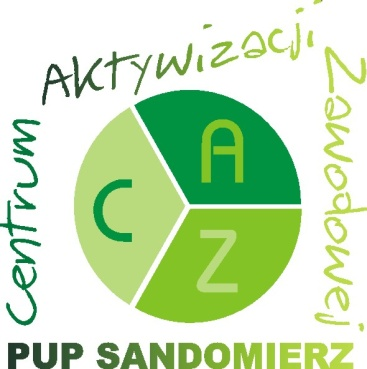 Centrum
Aktywizacji
Zawodowej
C
A
Z
PUP SANDOMIERZ